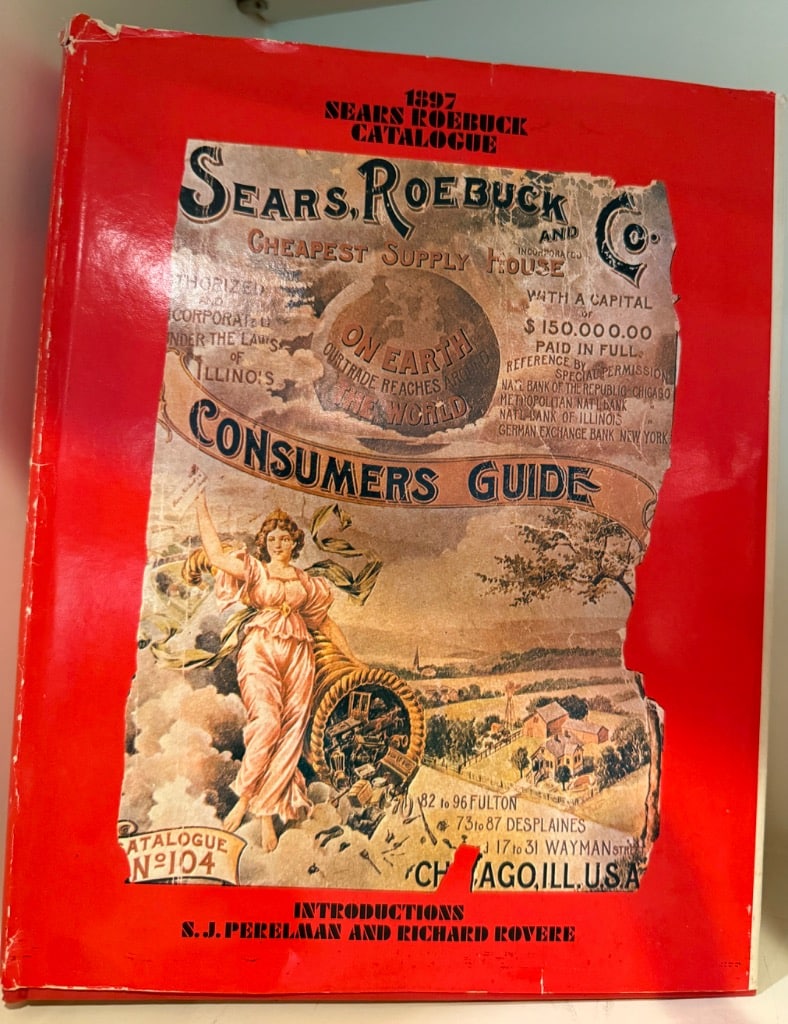 1897
SEARS ROEBUCK
CATALOGUE
SEARS, ROEBUCK AND Co.
INCORPORATED
CHEAPEST SUPPLY HOUSE
THORIZED
AND
CORPORATED
NDER THE LAWS
OF
ILLINOIS
ON EARTH
OUR TRADE REACHES AROUND
THE WORLD
WITH A CAPITAL
OF
$150.000.00
PAID IN FULL.
REFERENCE BY
SPECIAL PERMISSION
NAT'L BANK OF THE REPUBLIC CHICAGO
METROPOLITAN NAT'L BANK "
NAT'L BANK OF ILLINOIS "
GERMAN EXCHANGE BANK NEW YORK
CONSUMERS GUIDE
82 to 96 FULTON
73 to 87 DESPLAINES
d 17 to 31 WAYMAN STREET
CHICAGO, ILL. U.S.A
ATALOGUE
No 104
INTRODUCTIONS
S. J. PERELMAN AND RICHARD ROVERE